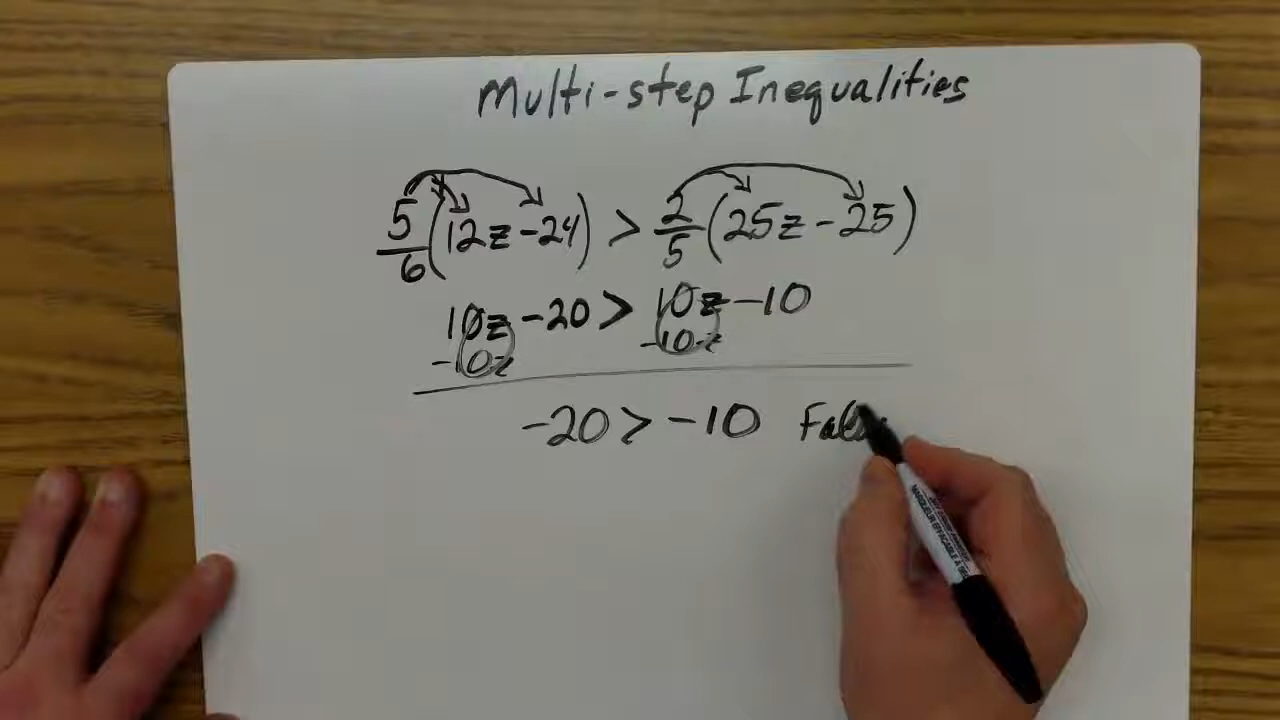 Multi-step Inequalities
5/6(12z-24) > 2/5(25z-25)
10z-20 > 10z-10
-10z -10z
-20 > -10